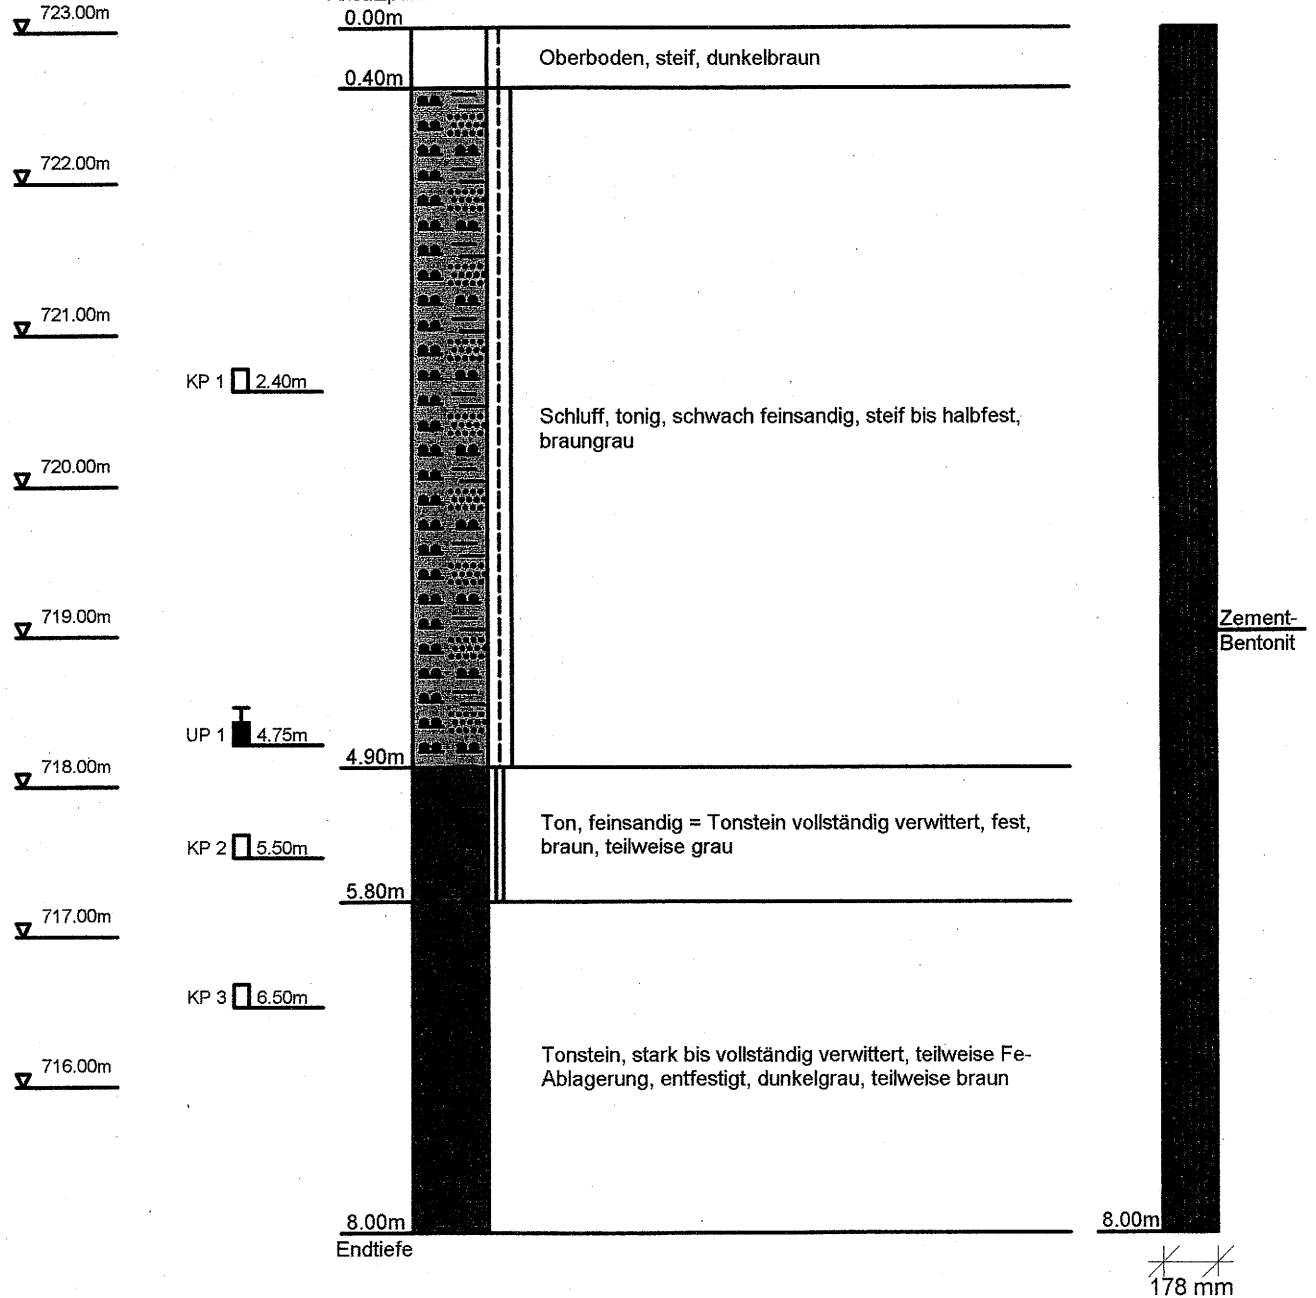 723.00m
0.00m
Oberboden, steif, dunkelbraun
0.40m
722.00m
721.00m
KP 1 2.40m
Schluff, tonig, schwach feinsandig, steif bis halbfest,
braungrau
720.00m
719.00m
Zement-
Bentonit
UP 1 4.75m
4.90m
718.00m
Ton, feinsandig = Tonstein vollständig verwittert, fest,
braun, teilweise grau
KP 2 5.50m
5.80m
717.00m
KP 3 6.50m
Tonstein, stark bis vollständig verwittert, teilweise Fe-
Ablagerung, entfestigt, dunkelgrau, teilweise braun
716.00m
8.00m
Endtiefe
8.00m
178 mm